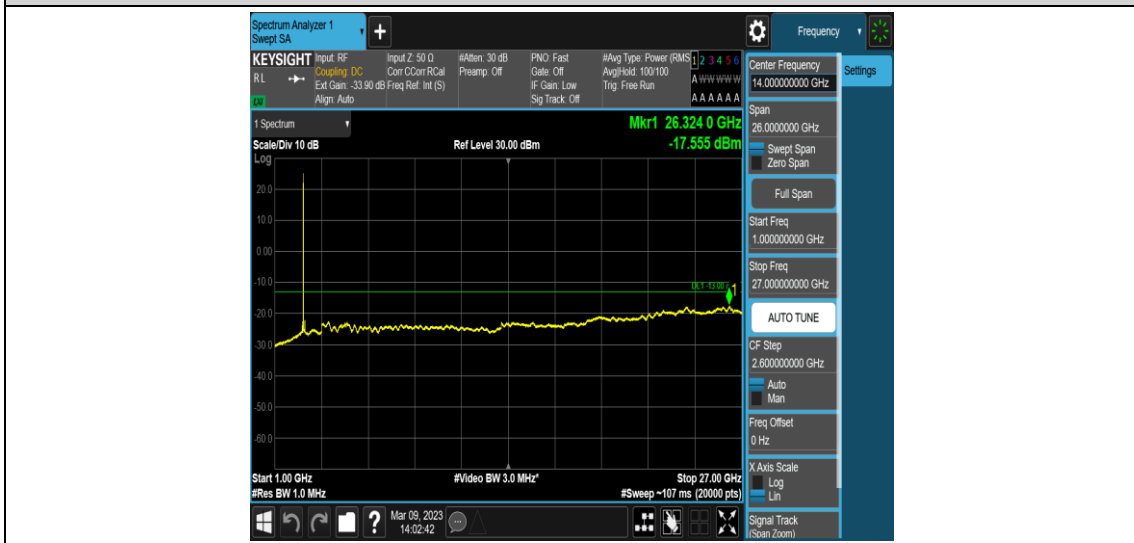 Spectrum Analyzer 1
Swept SA
+
Frequency
KEYSIGHT
Input: RF
Input Z: 50 Ω
#Atten: 30 dB
PNO: Fast
#Avg Type: Power (RMS
1 2 3 4 5 6
RL
Coupling: DC
Corr CCorr RCal
Preamp: Off
Gate: Off
Avg|Hold: 100/100
A W W W W W
Ext Gain: -33.90 dB
Freq Ref: Int (S)
IF Gain: Low
Trig: Free Run
Align: Auto
Sig Track: Off
A A A A A A
1 Spectrum
Mkr1 26.324 0 GHz
Scale/Div 10 dB
Ref Level 30.00 dBm
-17.555 dBm
Log
20.0
10.0
0.00
-10.0
DL1 -13.00
1
-20.0
-30.0
-40.0
-50.0
-60.0
Start 1.00 GHz
#Video BW 3.0 MHz*
Stop 27.00 GHz
#Res BW 1.0 MHz
#Sweep ~107 ms (20000 pts)
?
Mar 09, 2023
14:02:42
Center Frequency
14.000000000 GHz
Settings
Span
26.0000000 GHz
Swept Span
Zero Span
Full Span
Start Freq
1.000000000 GHz
Stop Freq
27.000000000 GHz
AUTO TUNE
CF Step
2.600000000 GHz
Auto
Man
Freq Offset
0 Hz
X Axis Scale
Log
Lin
Signal Track
(Span Zoom)